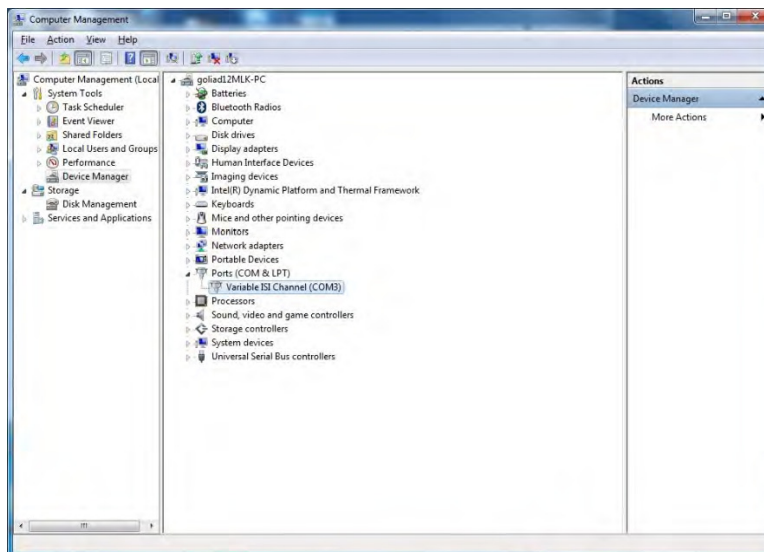 Computer Management
File Action View Help
Computer Management (Local
System Tools
Task Scheduler
Event Viewer
Shared Folders
Local Users and Groups
Performance
Device Manager
Storage
Disk Management
Services and Applications
goliad12MLK-PC
Batteries
Bluetooth Radios
Computer
Disk drives
Display adapters
Human Interface Devices
Imaging devices
Intel(R) Dynamic Platform and Thermal Framework
Keyboards
Mice and other pointing devices
Monitors
Network adapters
Portable Devices
Ports (COM & LPT)
Variable ISI Channel (COM3)
Processors
Sound, video and game controllers
Storage controllers
System devices
Universal Serial Bus controllers
Actions
Device Manager
More Actions